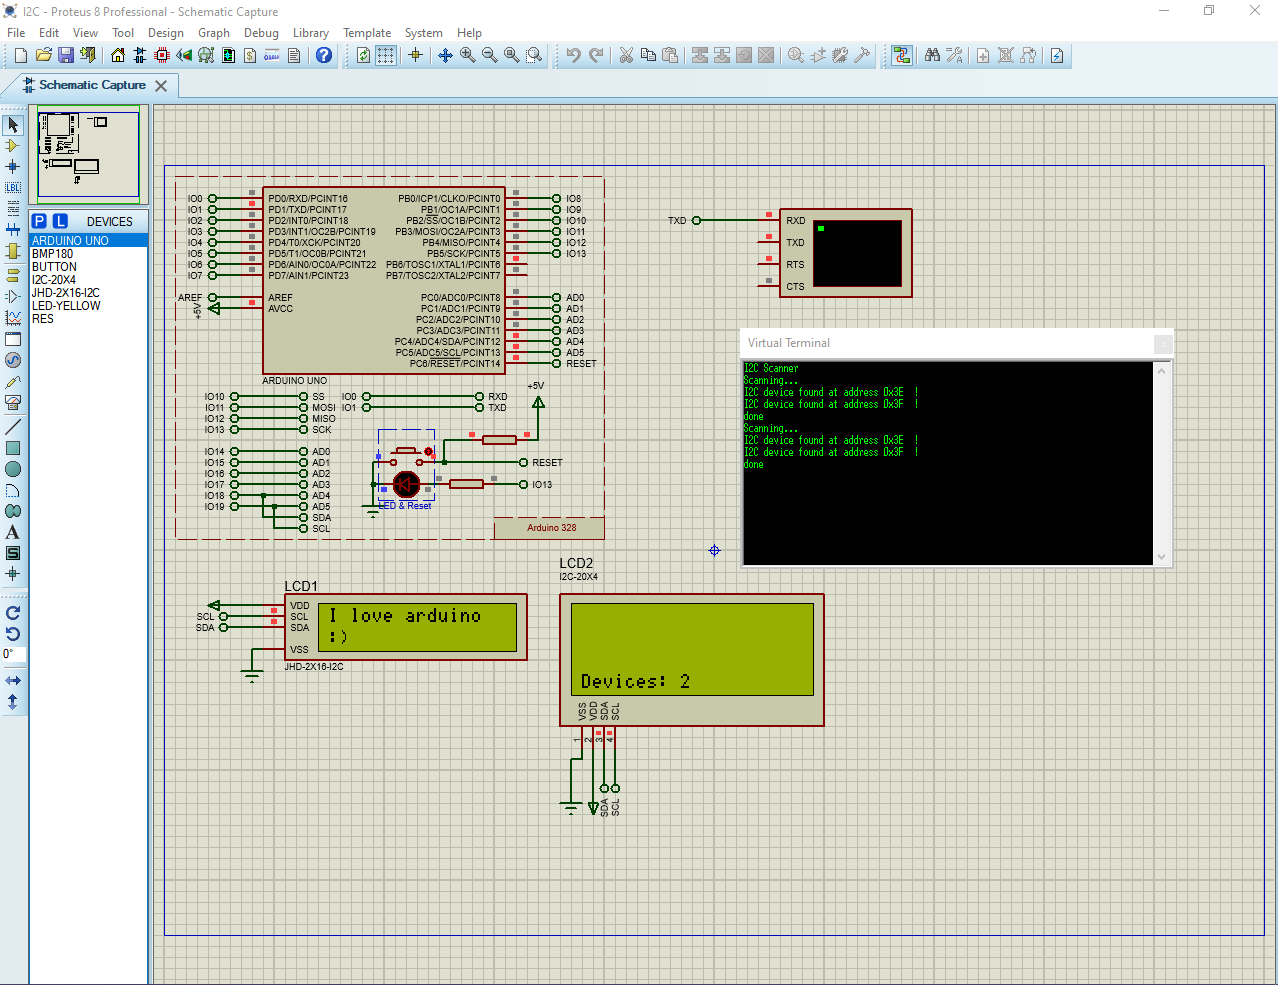 I2C - Proteus 8 Professional - Schematic Capture
File Edit View Tool Design Graph Debug Library Template System Help
Schematic Capture
P L DEVICES
ARDUINO UNO
BMP180
BUTTON
I2C-20X4
JHD-2X16-I2C
LED-YELLOW
RES
LBL
A
S
0°
IO0 PD0/RXD/PCINT16 PB0/ICP1/CLKO/PCINT0 IO8
IO1 PD1/TXD/PCINT17 PB1/OC1A/PCINT1 IO9
IO2 PD2/INT0/PCINT18 PB2/SS/OC1B/PCINT2 IO10
IO3 PD3/INT1/OC2B/PCINT19 PB3/MOSI/OC2A/PCINT3 IO11
IO4 PD4/T0/XCK/PCINT20 PB4/MISO/PCINT4 IO12
IO5 PD5/T1/OC0B/PCINT21 PB5/SCK/PCINT5 IO13
IO6 PD6/AIN0/OC0A/PCINT22 PB6/TOSC1/XTAL1/PCINT6
IO7 PD7/AIN1/PCINT23 PB7/TOSC2/XTAL2/PCINT7
AREF AREF PC0/ADC0/PCINT8 AD0
+5V AVCC PC1/ADC1/PCINT9 AD1
PC2/ADC2/PCINT10 AD2
PC3/ADC3/PCINT11 AD3
PC4/ADC4/SDA/PCINT12 AD4
PC5/ADC5/SCL/PCINT13 AD5
PC6/RESET/PCINT14 RESET
ARDUINO UNO
+5V
IO10 SS IO0 RXD
IO11 MOSI IO1 TXD
IO12 MISO
IO13 SCK
IO14 AD0
IO15 AD1
IO16 AD2
IO17 AD3
IO18 AD4
IO19 AD5
SDA
SCL
RESET
IO13
LED & Reset
Arduino 328
TXD RXD
TXD
RTS
CTS
Virtual Terminal
I2C Scanner
Scanning...
I2C device found at address 0x3E !
I2C device found at address 0x3F !
done
Scanning...
I2C device found at address 0x3E !
I2C device found at address 0x3F !
done
LCD1
VDD
SCL SCL
SDA SDA
VSS
I love arduino
:)
JHD-2X16-I2C
LCD2
I2C-20X4
Devices: 2
VSS VDD SDA SCL
1 2 3 4
SDA SCL